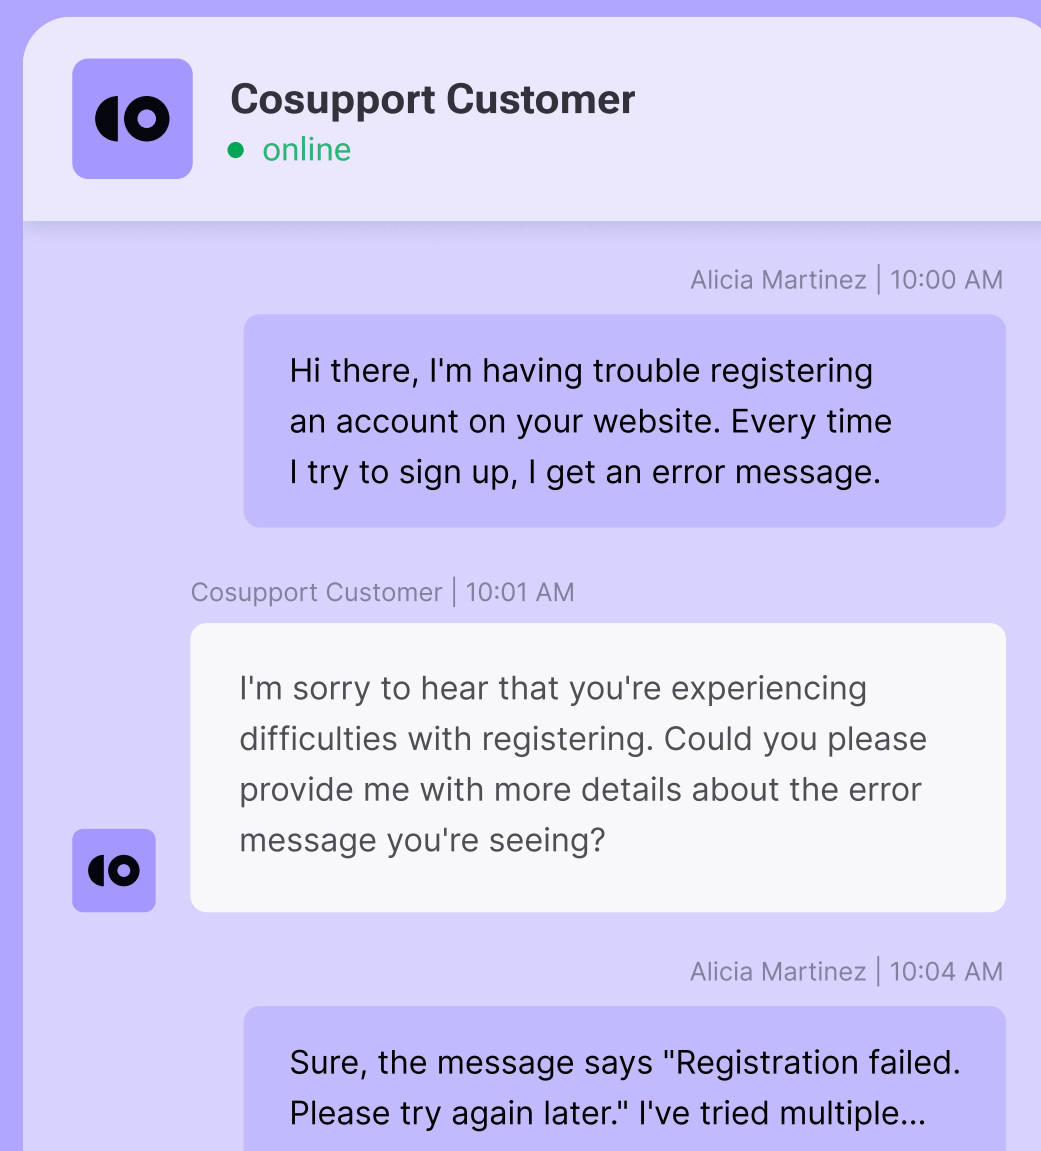 Cosupport Customer
online
Alicia Martinez | 10:00 AM
Hi there, I'm having trouble registering
an account on your website. Every time
I try to sign up, I get an error message.
Cosupport Customer | 10:01 AM
I'm sorry to hear that you're experiencing
difficulties with registering. Could you please
provide me with more details about the error
message you're seeing?
Alicia Martinez | 10:04 AM
Sure, the message says "Registration failed.
Please try again later." I've tried multiple...